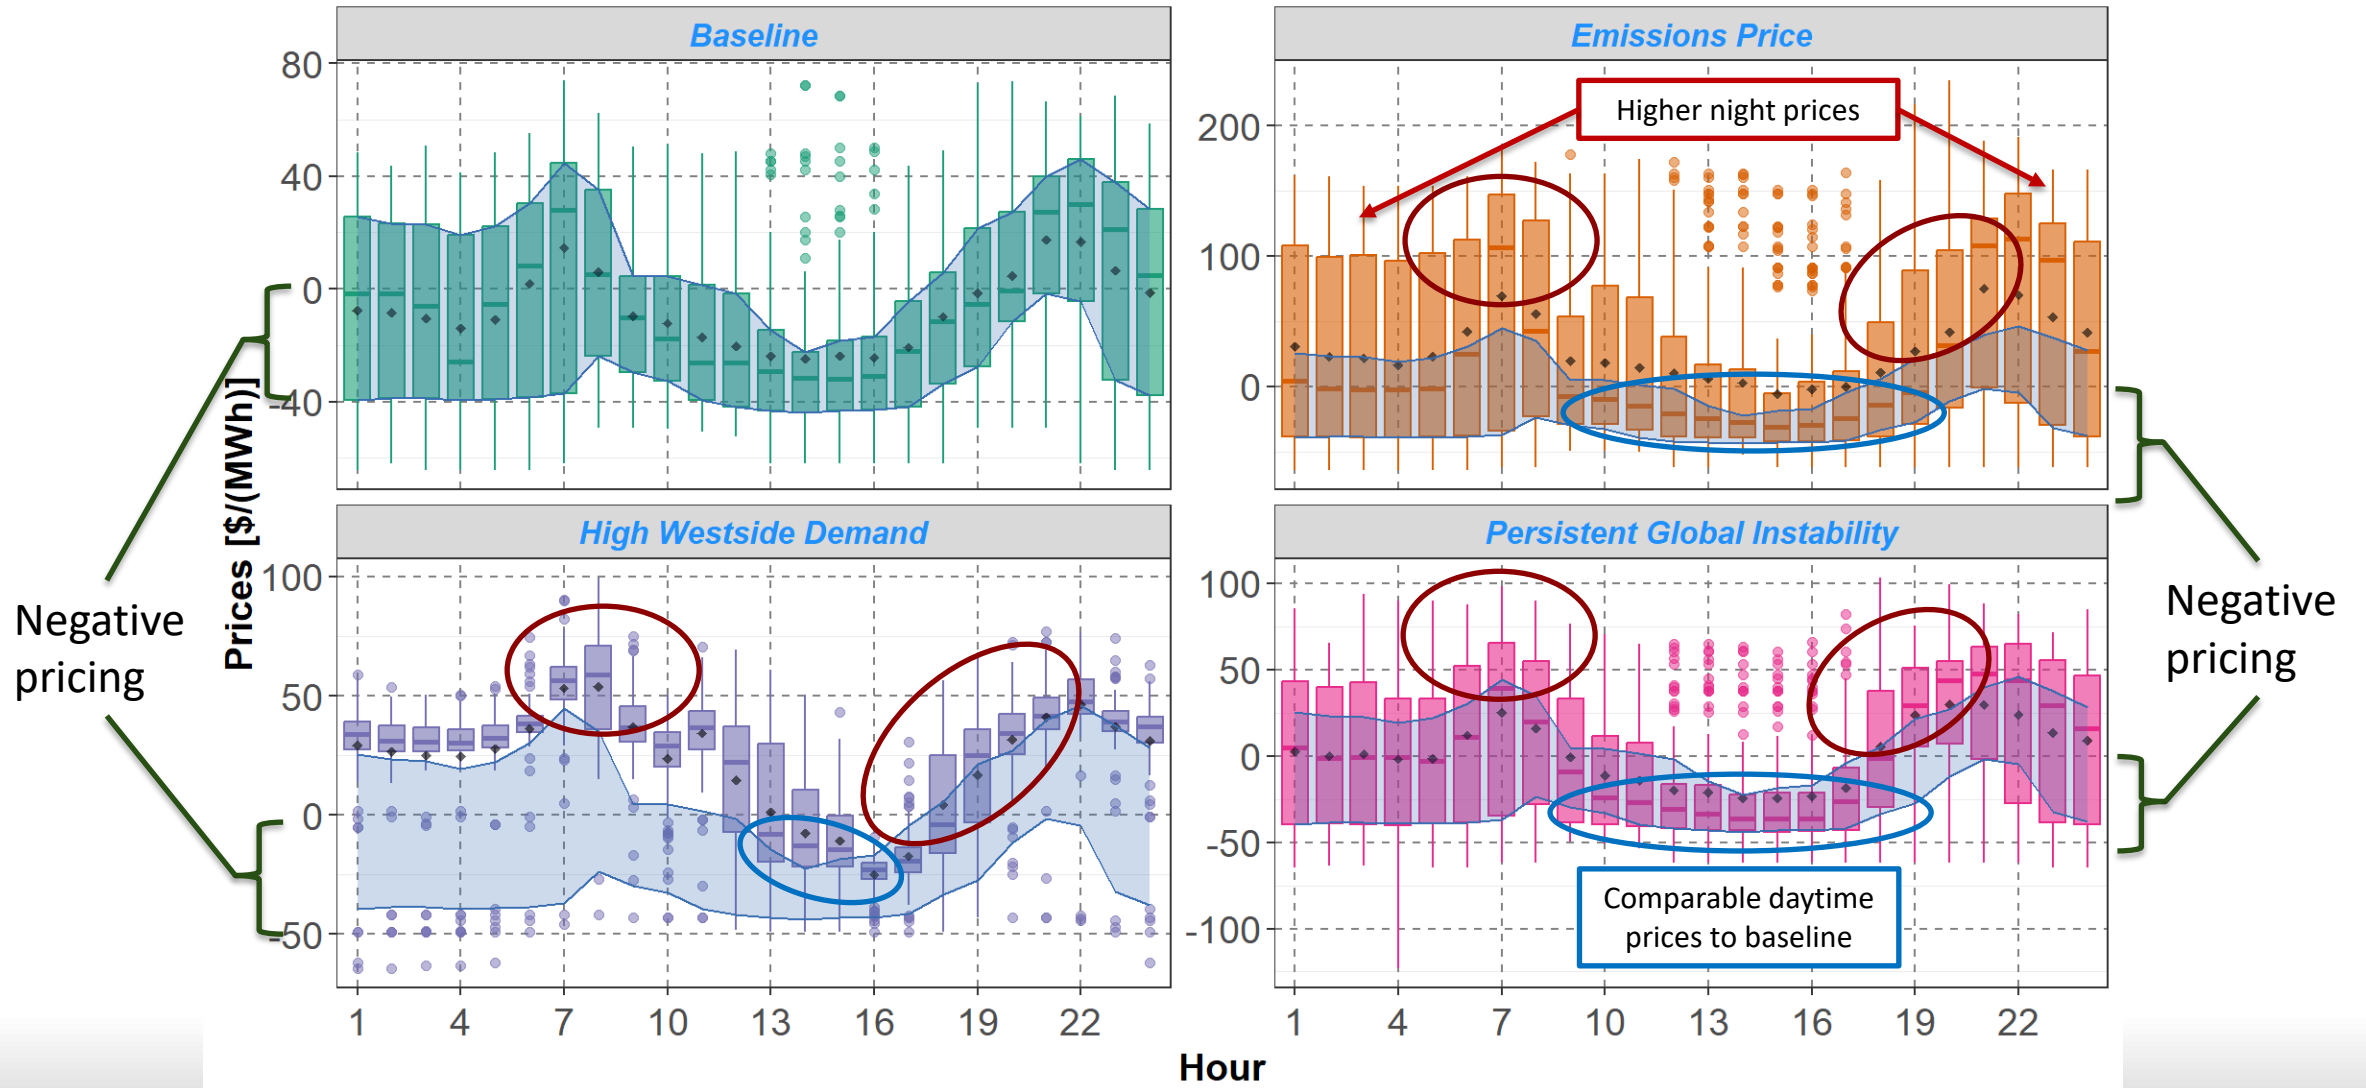 Baseline
Emissions Price
80
40
0
-40
Higher night prices
200
100
0
Prices [$/(MWh)]
High Westside Demand
Persistent Global Instability
100
50
0
-50
100
50
0
-50
-100
Negative
pricing
Negative
pricing
Comparable daytime
prices to baseline
1 4 7 10 13 16 19 22
1 4 7 10 13 16 19 22
Hour